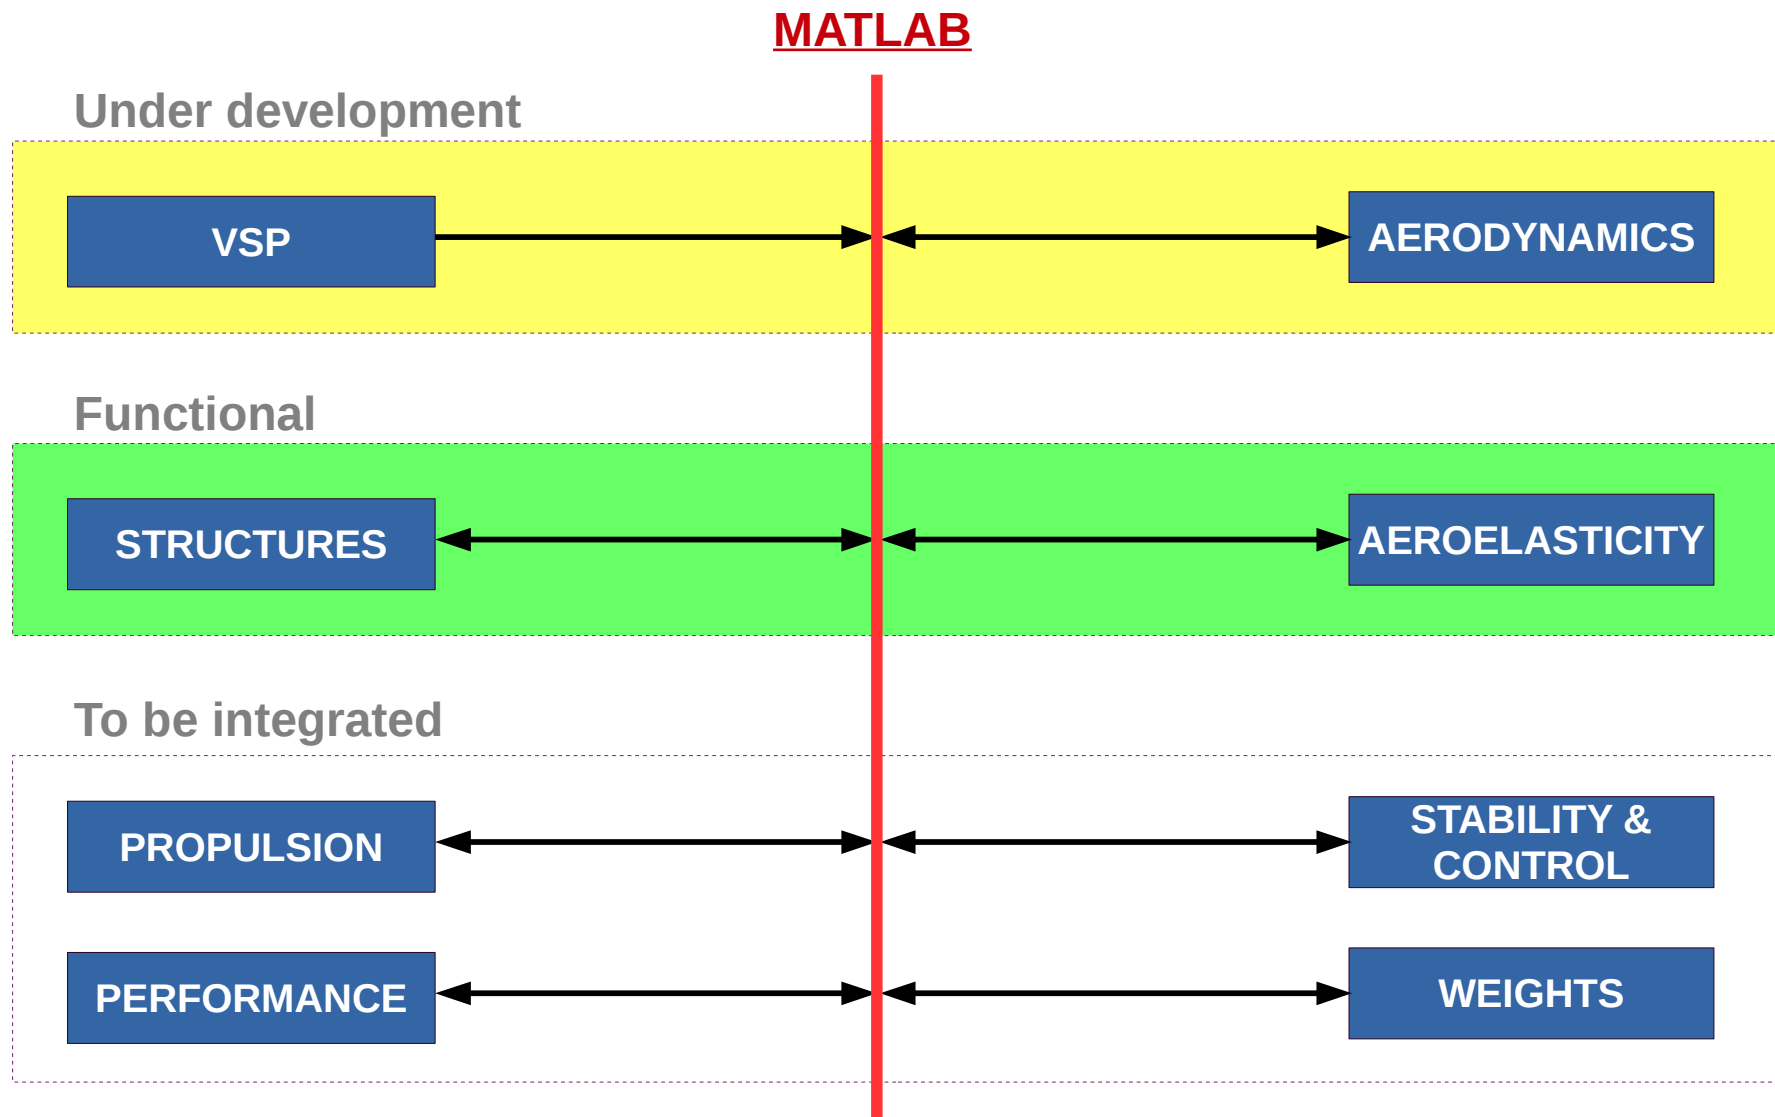 MATLAB
Under development
VSP
AERODYNAMICS
Functional
STRUCTURES
AEROELASTICITY
To be integrated
PROPULSION
STABILITY &
CONTROL
PERFORMANCE
WEIGHTS